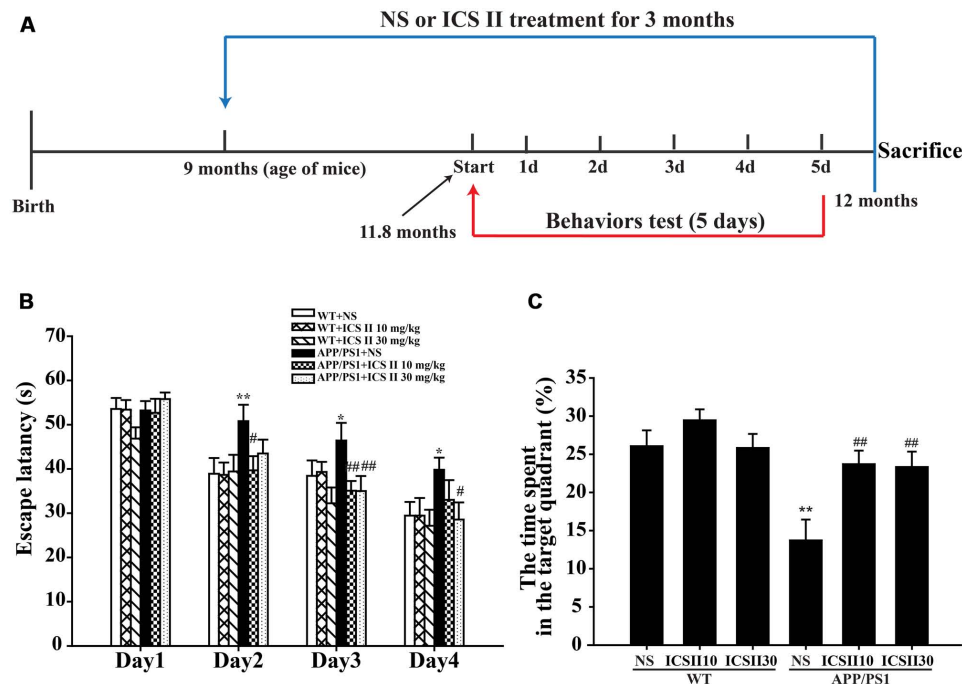 A
NS or ICS II treatment for 3 months
9 months (age of mice)
Start
1d
2d
3d
4d
5d
Sacrifice
Birth
11.8 months
Behaviors test (5 days)
12 months
B
WT+NS
WT+ICS II 10 mg/kg
WT+ICS II 30 mg/kg
APP/PS1+NS
APP/PS1+ICS II 10 mg/kg
APP/PS1+ICS II 30 mg/kg
Escape latancy (s)
70
60
50
40
30
20
10
0
**
#
*
##
##
*
#
Day1
Day2
Day3
Day4
C
The time spent
in the target quadrant (%)
35
30
25
20
15
10
5
0
**
##
##
NS
ICSII10
ICSII30
NS
ICSII10
ICSII30
WT
APP/PS1